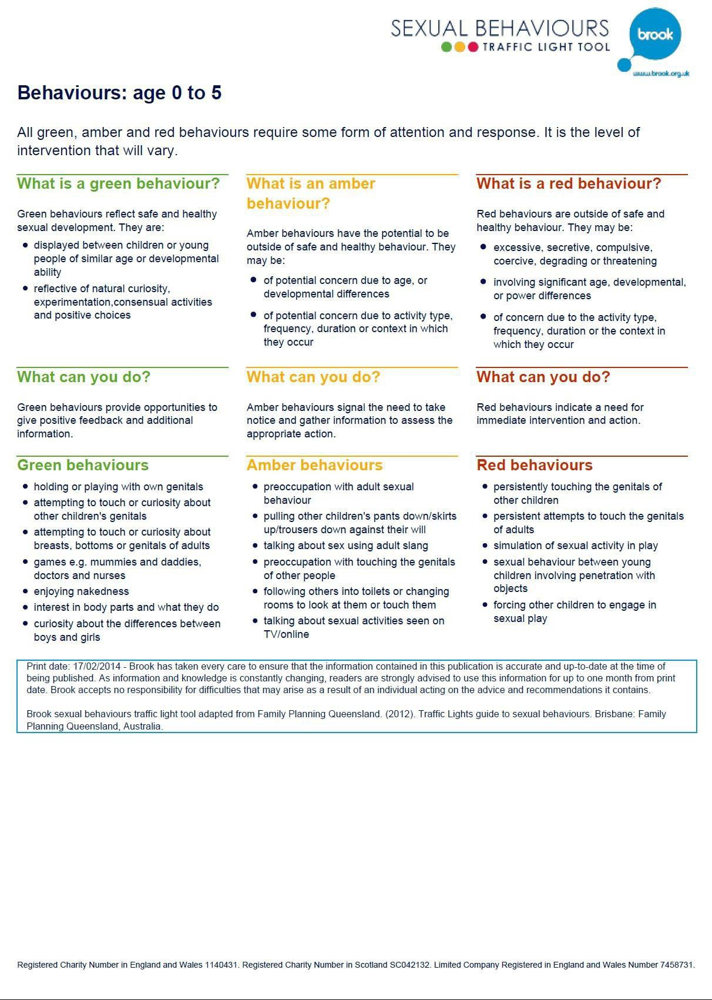 SEXUAL BEHAVIOURS
TRAFFIC LIGHT TOOL
brook
www.brook.org.uk
Behaviours: age 0 to 5
All green, amber and red behaviours require some form of attention and response. It is the level of
intervention that will vary.
What is a green behaviour?
Green behaviours reflect safe and healthy
sexual development. They are:
displayed between children or young
people of similar age or developmental
ability
reflective of natural curiosity,
experimentation,consensual activities
and positive choices
What is an amber
behaviour?
Amber behaviours have the potential to be
outside of safe and healthy behaviour. They
may be:
of potential concern due to age, or
developmental differences
of potential concern due to activity type,
frequency, duration or context in which
they occur
What is a red behaviour?
Red behaviours are outside of safe and
healthy behaviour. They may be:
excessive, secretive, compulsive,
coercive, degrading or threatening
involving significant age, developmental,
or power differences
of concern due to the activity type,
frequency, duration or the context in
which they occur
What can you do?
Green behaviours provide opportunities to
give positive feedback and additional
information.
What can you do?
Amber behaviours signal the need to take
notice and gather information to assess the
appropriate action.
What can you do?
Red behaviours indicate a need for
immediate intervention and action.
Green behaviours
holding or playing with own genitals
attempting to touch or curiosity about
other children's genitals
attempting to touch or curiosity about
breasts, bottoms or genitals of adults
games e.g. mummies and daddies,
doctors and nurses
enjoying nakedness
interest in body parts and what they do
curiosity about the differences between
boys and girls
Amber behaviours
preoccupation with adult sexual
behaviour
pulling other children's pants down/skirts
up/trousers down against their will
talking about sex using adult slang
preoccupation with touching the genitals
of other people
following others into toilets or changing
rooms to look at them or touch them
talking about sexual activities seen on
TV/online
Red behaviours
persistently touching the genitals of
other children
persistent attempts to touch the genitals
of adults
simulation of sexual activity in play
sexual behaviour between young
children involving penetration with
objects
forcing other children to engage in
sexual play
Print date: 17/02/2014 - Brook has taken every care to ensure that the information contained in this publication is accurate and up-to-date at the time of
being published. As information and knowledge is constantly changing, readers are strongly advised to use this information for up to one month from print
date. Brook accepts no responsibility for difficulties that may arise as a result of an individual acting on the advice and recommendations it contains.
Brook sexual behaviours traffic light tool adapted from Family Planning Queensland. (2012). Traffic Lights guide to sexual behaviours. Brisbane: Family
Planning Queensland, Australia.
Registered Charity Number in England and Wales 1140431. Registered Charity Number in Scotland SC042132. Limited Company Registered in England and Wales Number 7458731.